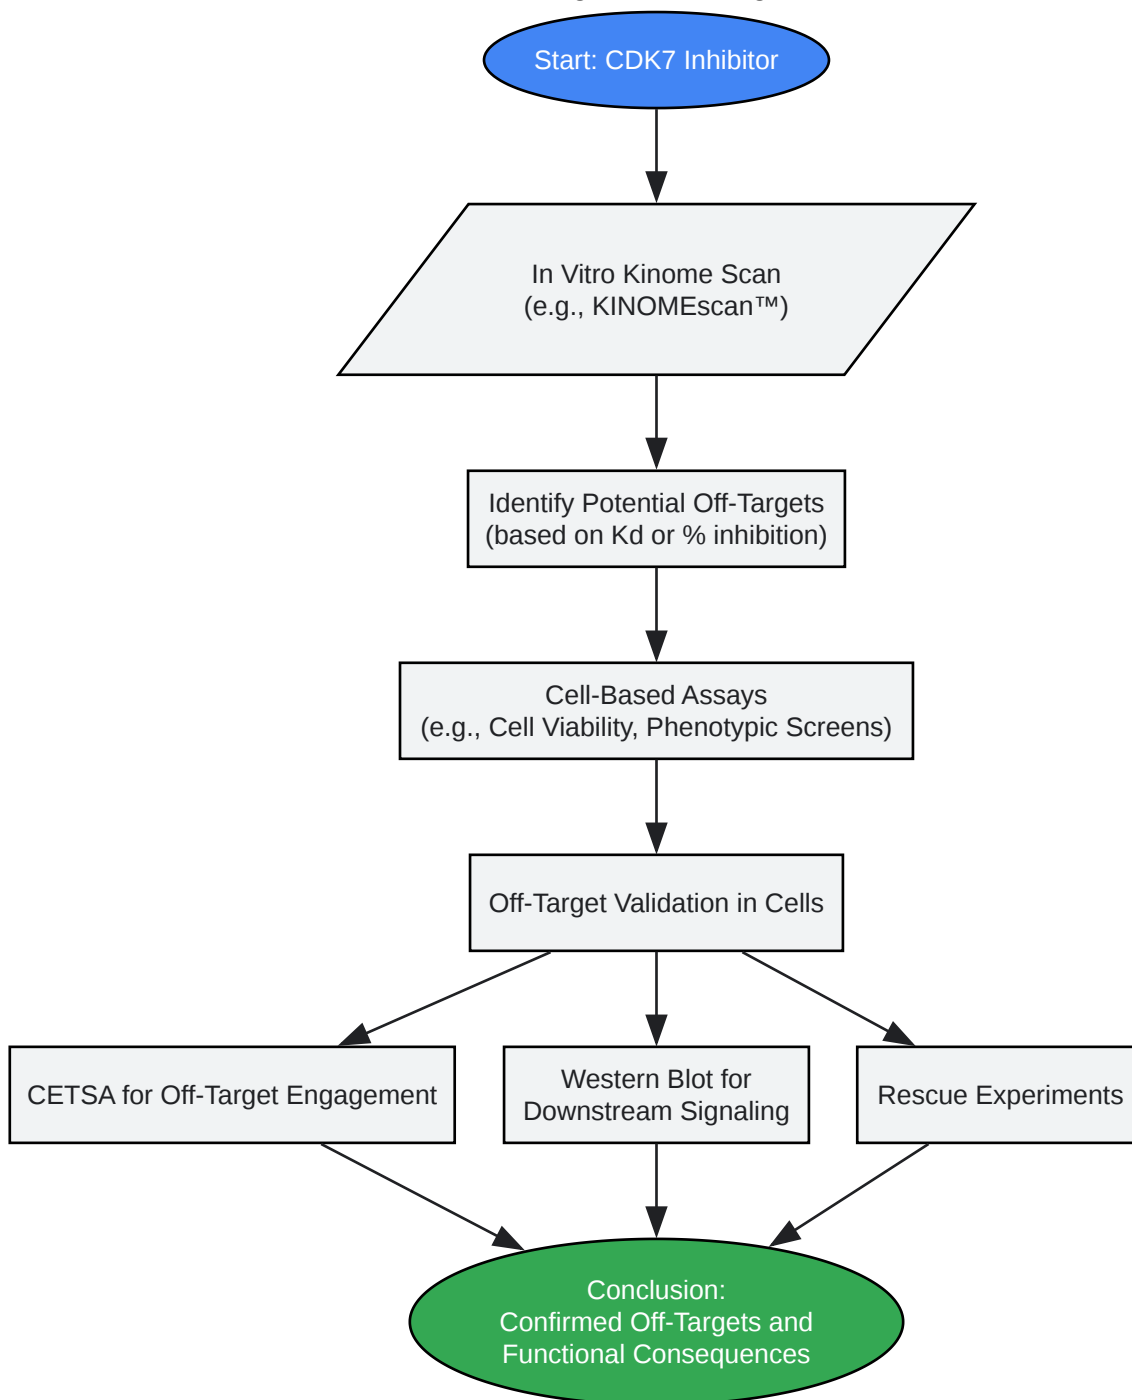 Start: CDK7 Inhibitor
In Vitro Kinome Scan
(e.g., KINOMEscan™)
Identify Potential Off-Targets
(based on Kd or % inhibition)
Cell-Based Assays
(e.g., Cell Viability, Phenotypic Screens)
Off-Target Validation in Cells
CETSA for Off-Target Engagement
Western Blot for
Downstream Signaling
Rescue Experiments
Conclusion:
Confirmed Off-Targets and
Functional Consequences